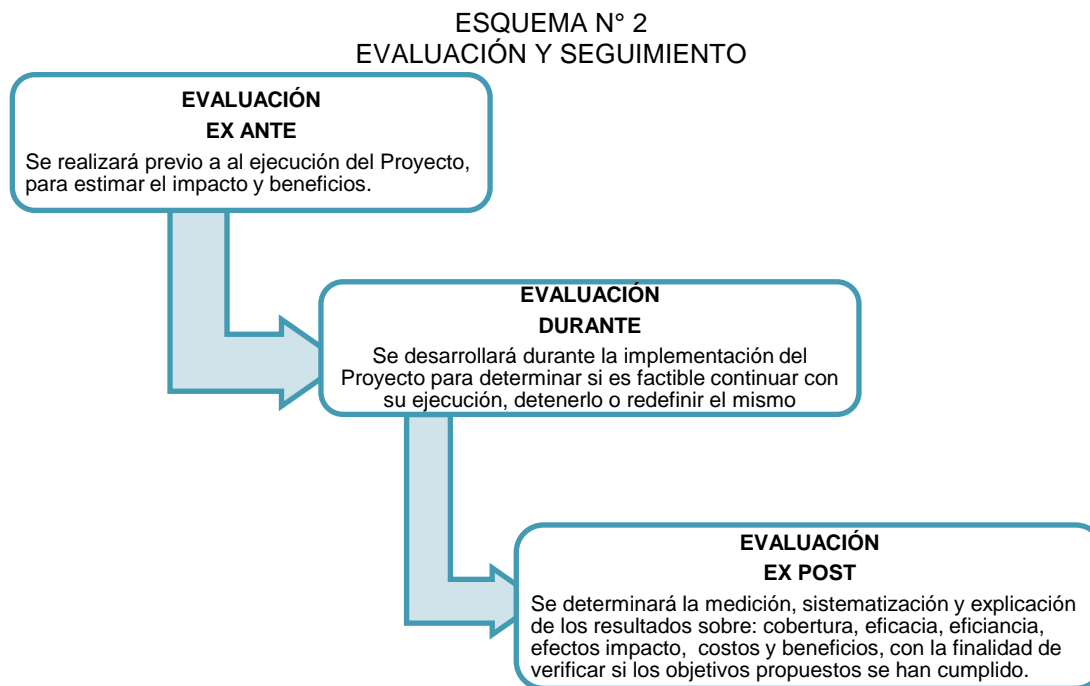 ESQUEMA N° 2
EVALUACIÓN Y SEGUIMIENTO
EVALUACIÓN
EX ANTE
Se realizará previo a al ejecución del Proyecto,
para estimar el impacto y beneficios.
EVALUACIÓN
DURANTE
Se desarrollará durante la implementación del
Proyecto para determinar si es factible continuar con
su ejecución, detenerlo o redefinir el mismo
EVALUACIÓN
EX POST
Se determinará la medición, sistematización y explicación
de los resultados sobre: cobertura, eficacia, eficiancia,
efectos impacto, costos y beneficios, con la finalidad de
verificar si los objetivos propuestos se han cumplido.